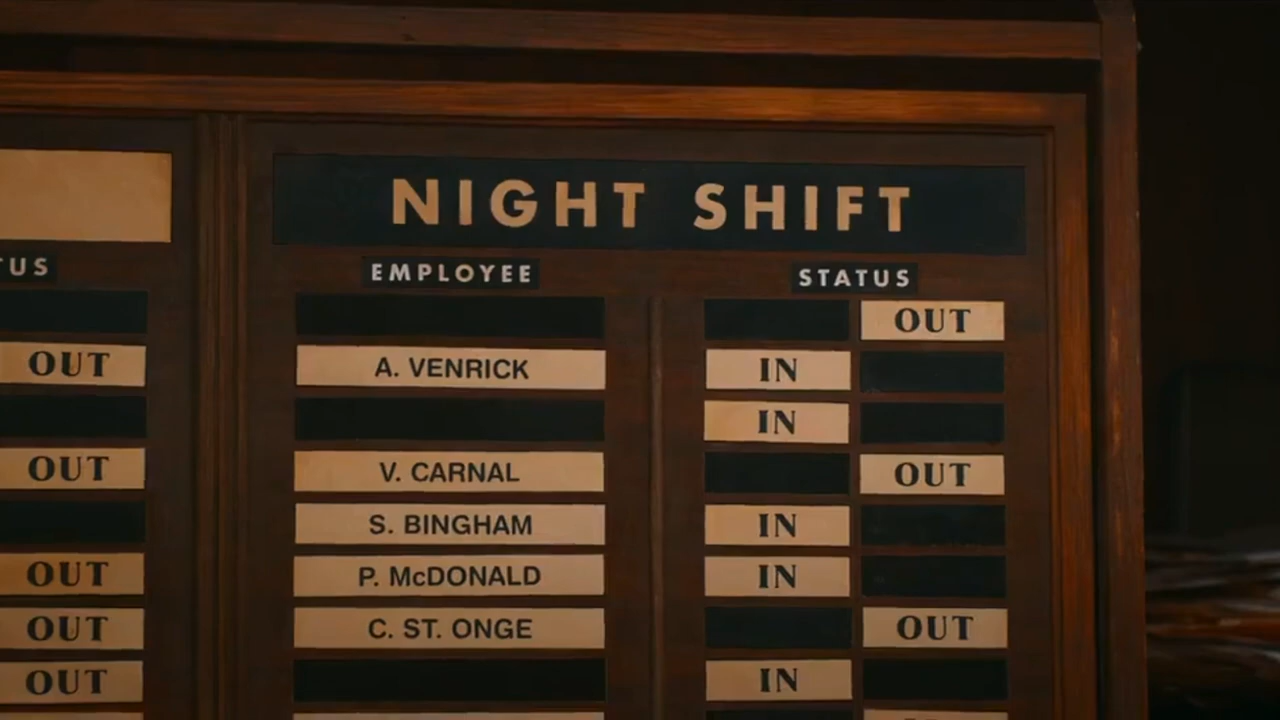 NIGHT SHIFT
TUS EMPLOYEE STATUS
OUT
OUT A. VENRICK IN
IN
OUT V. CARNAL OUT
S. BINGHAM IN
OUT P. McDONALD IN
OUT C. ST. ONGE OUT
OUT IN